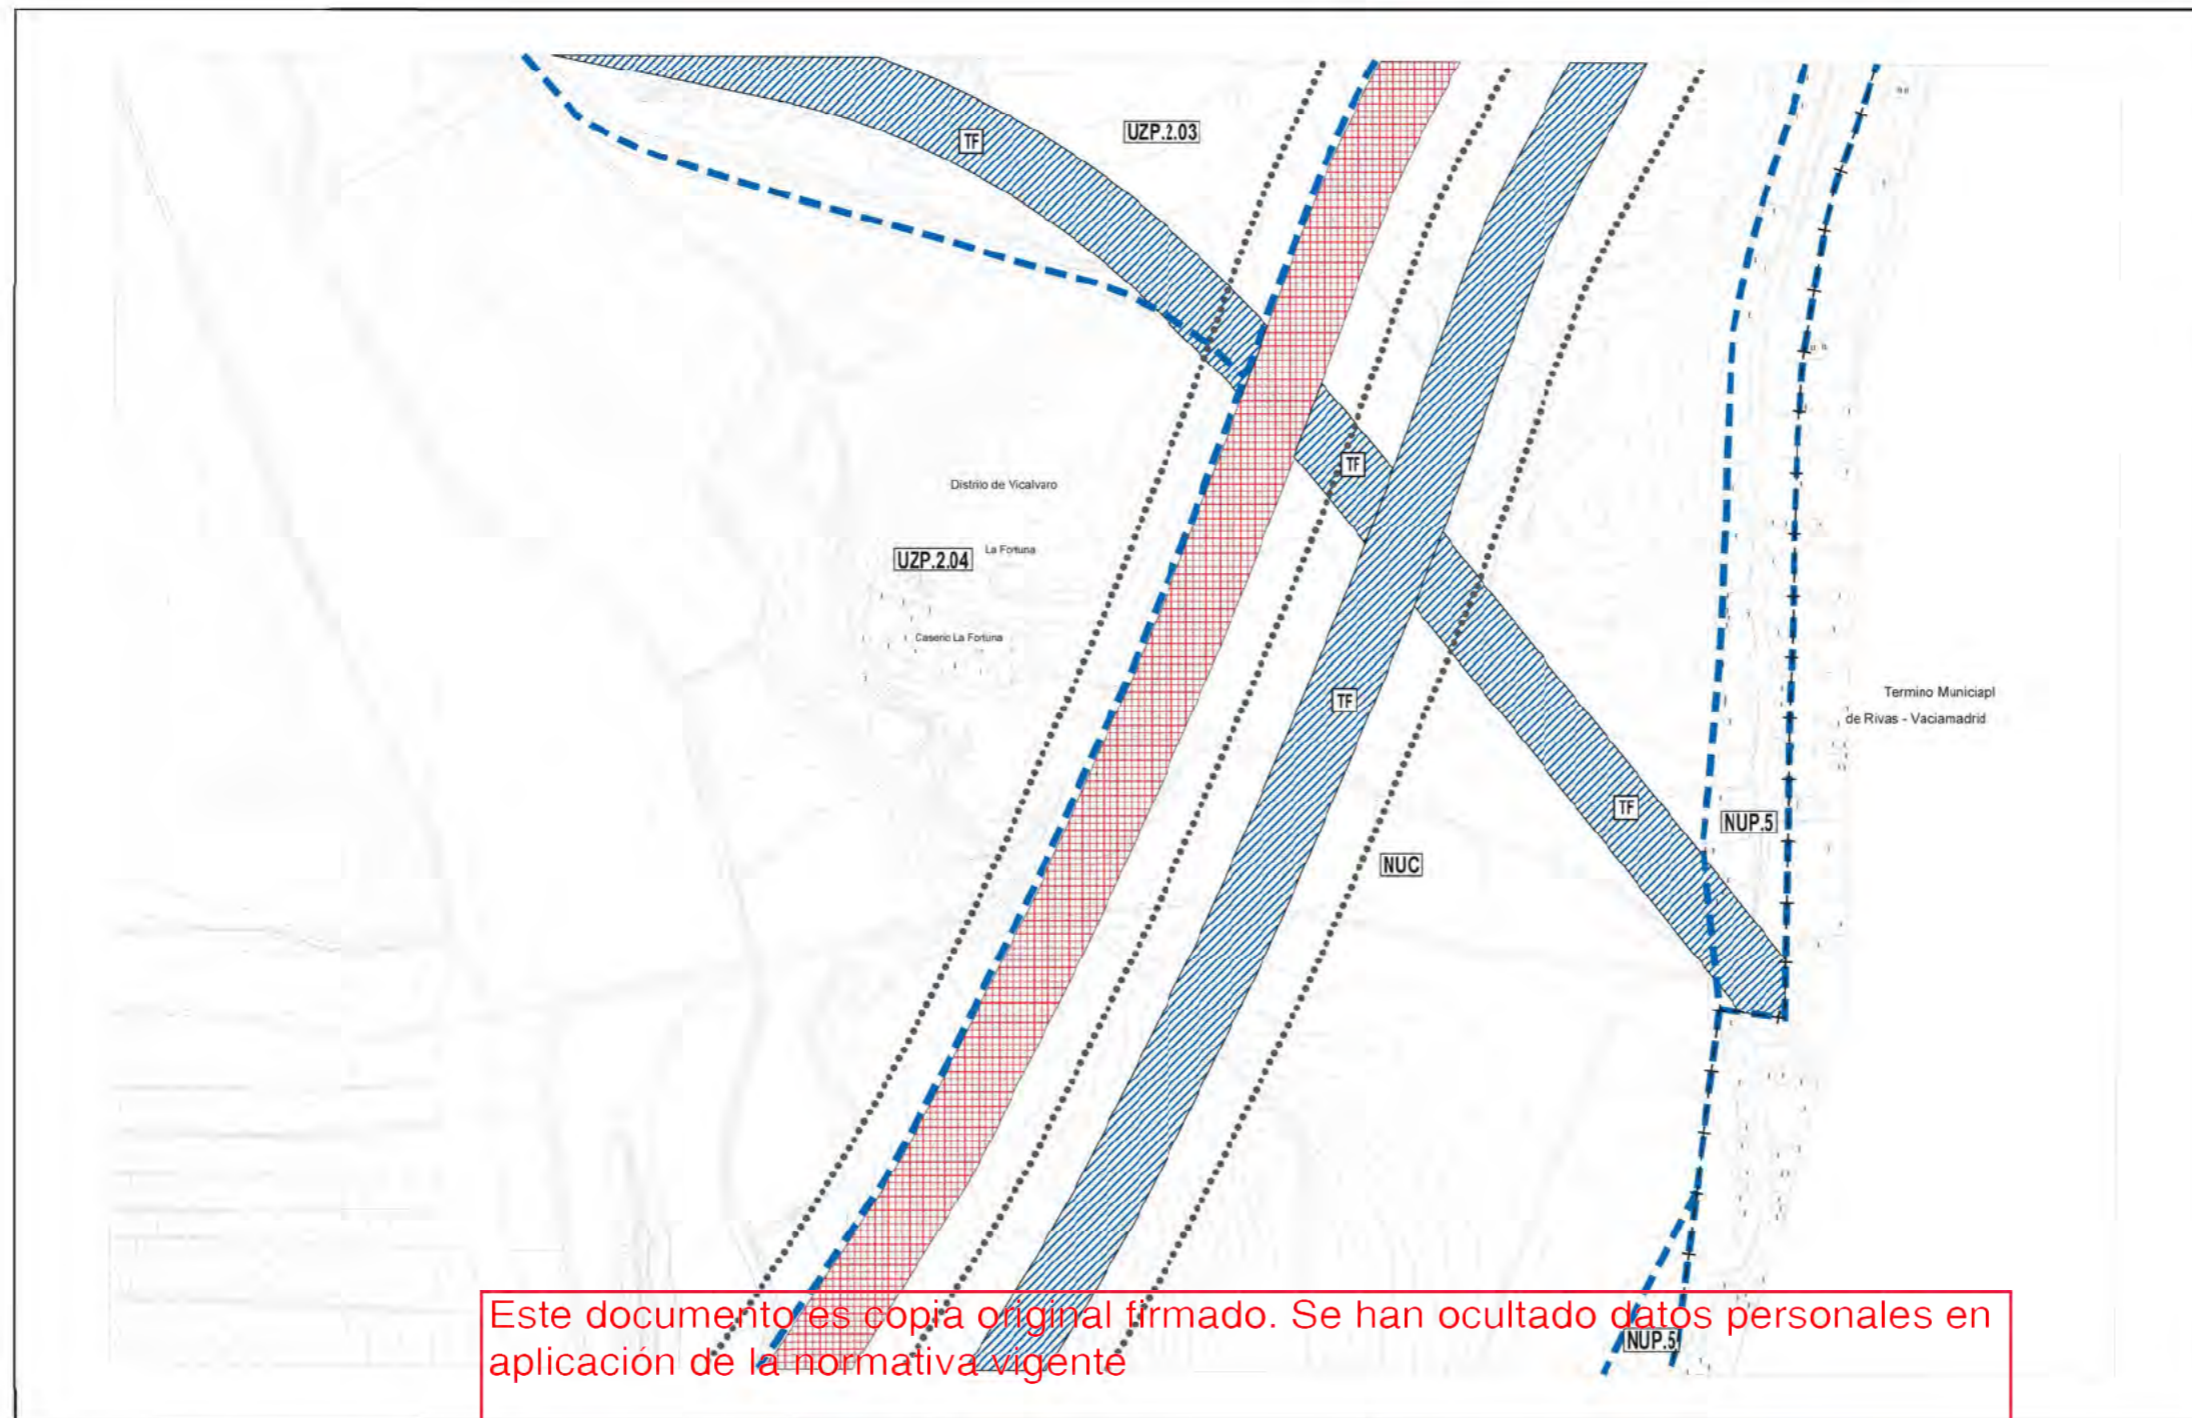 UZP.2.03
TF
TF
Distrito de Vicalvaro
La Fortuna
UZP.2.04
Caserio La Fortuna
Termino Municiapl
de Rivas - Vaciamadrid
TF
TF
NUP.5
NUC
Este documento es copia original firmado. Se han ocultado datos personales en
aplicación de la normativa vigente
NUP.5